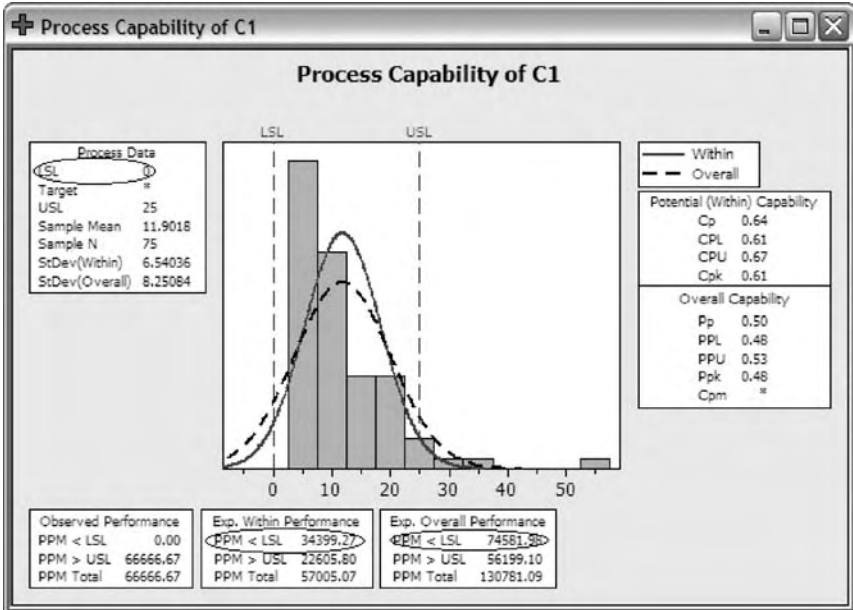 Process Capability of C1
Process Capability of C1
LSL USL
Process Data
LSL 0
Target *
USL 25
Sample Mean 11.9018
Sample N 75
StDev(Within) 6.54036
StDev(Overall) 8.25084
Within
Overall
Potential (Within) Capability
Cp 0.64
CPL 0.61
CPU 0.67
Cpk 0.61
Overall Capability
Pp 0.50
PPL 0.48
PPU 0.53
Ppk 0.48
Cpm *
0 10 20 30 40 50
Observed Performance
PPM < LSL 0.00
PPM > USL 66666.67
PPM Total 66666.67
Exp. Within Performance
PPM < LSL 34399.27
PPM > USL 22605.80
PPM Total 57005.07
Exp. Overall Performance
PPM < LSL 74581.98
PPM > USL 56199.10
PPM Total 130781.09